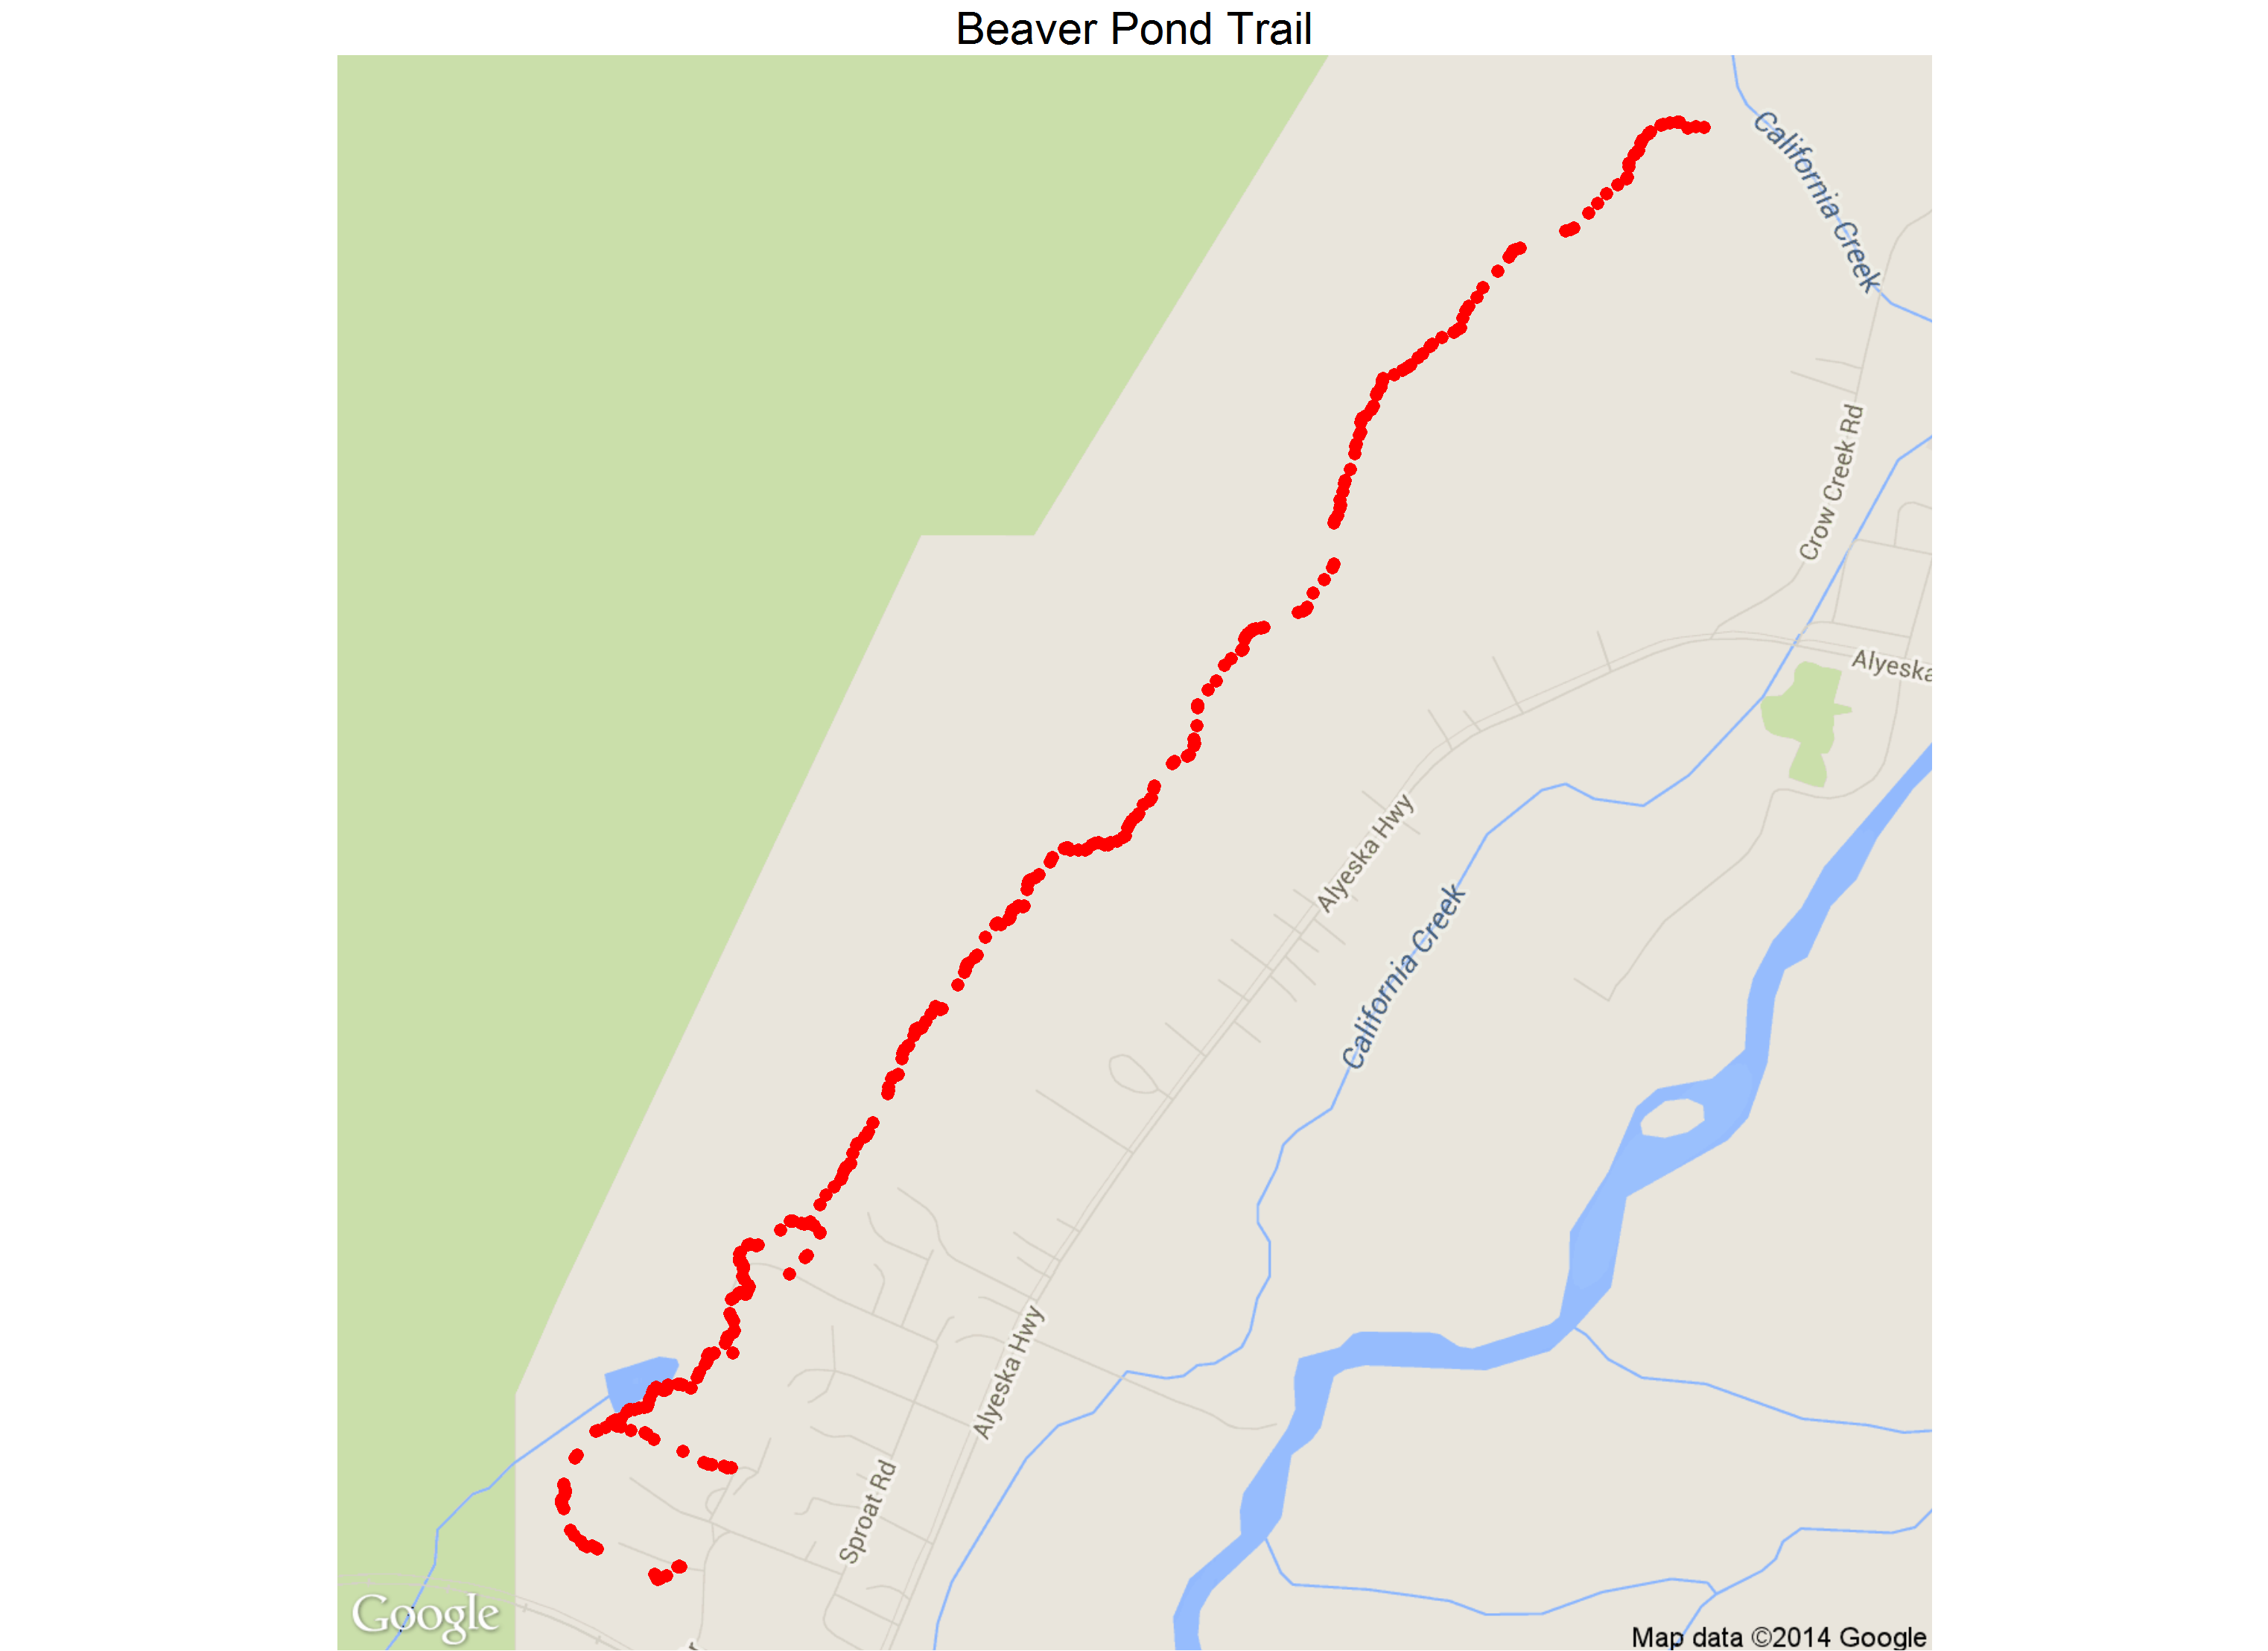 Beaver Pond Trail
California Creek
Crow Creek Rd
Alyeska
Alyeska Hwy
California Creek
Alyeska Hwy
Sproat Rd
Google
Map data ©2014 Google